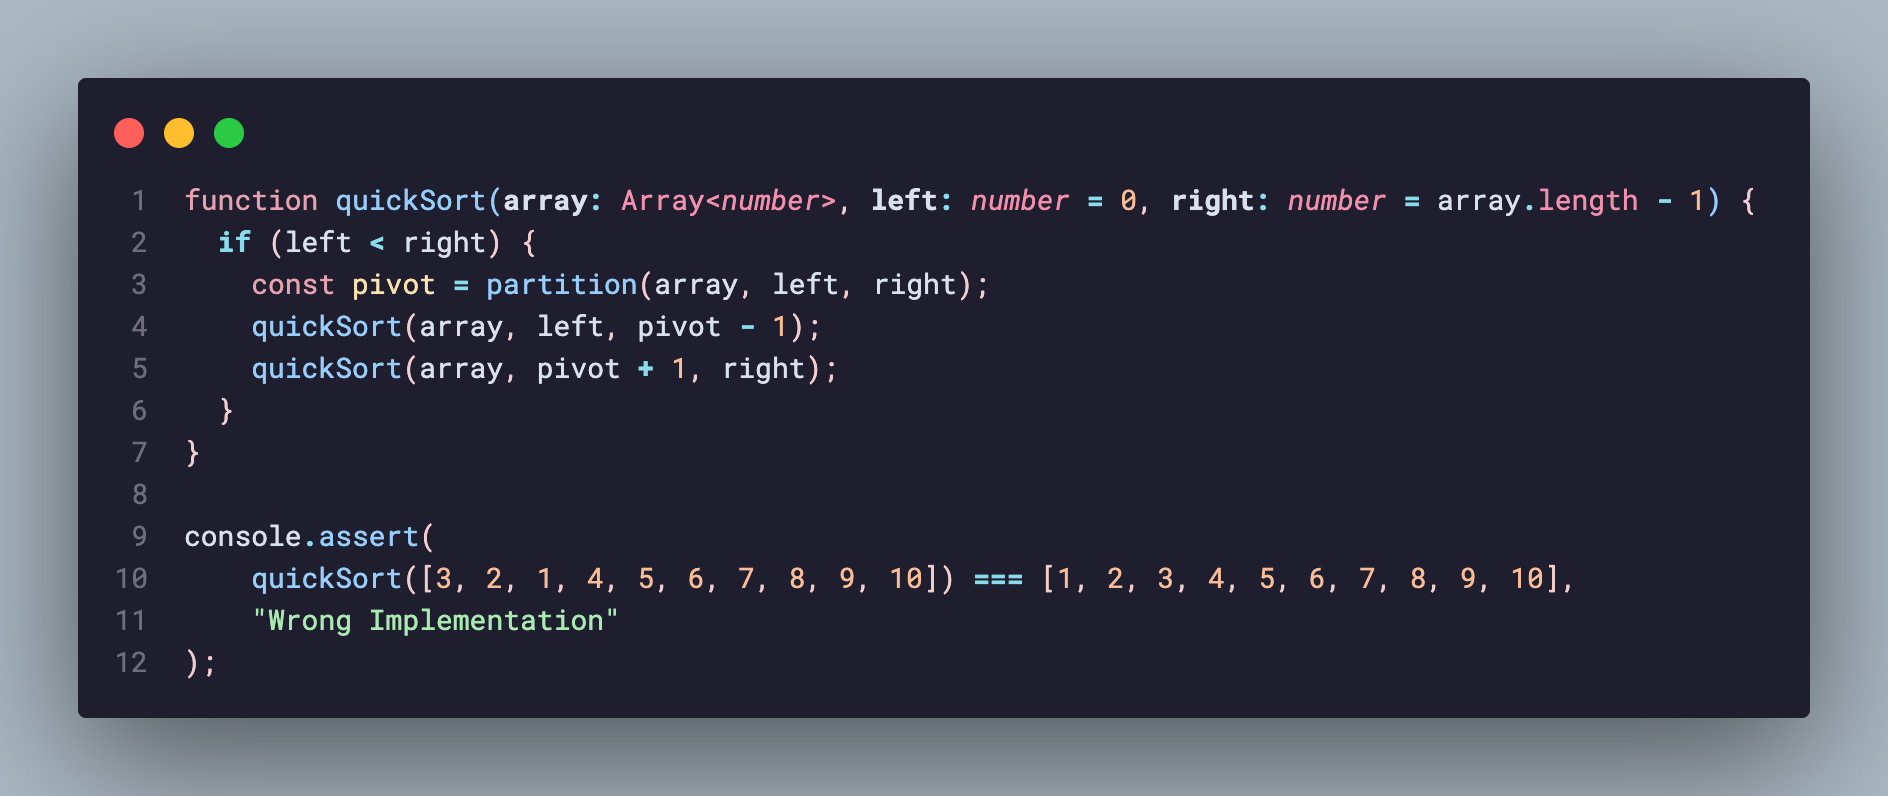 1 function quickSort(array: Array<number>, left: number = 0, right: number = array.length - 1) {
2   if (left < right) {
3     const pivot = partition(array, left, right);
4     quickSort(array, left, pivot - 1);
5     quickSort(array, pivot + 1, right);
6   }
7 }
8
9 console.assert(
10     quickSort([3, 2, 1, 4, 5, 6, 7, 8, 9, 10]) === [1, 2, 3, 4, 5, 6, 7, 8, 9, 10],
11     "Wrong Implementation"
12 );